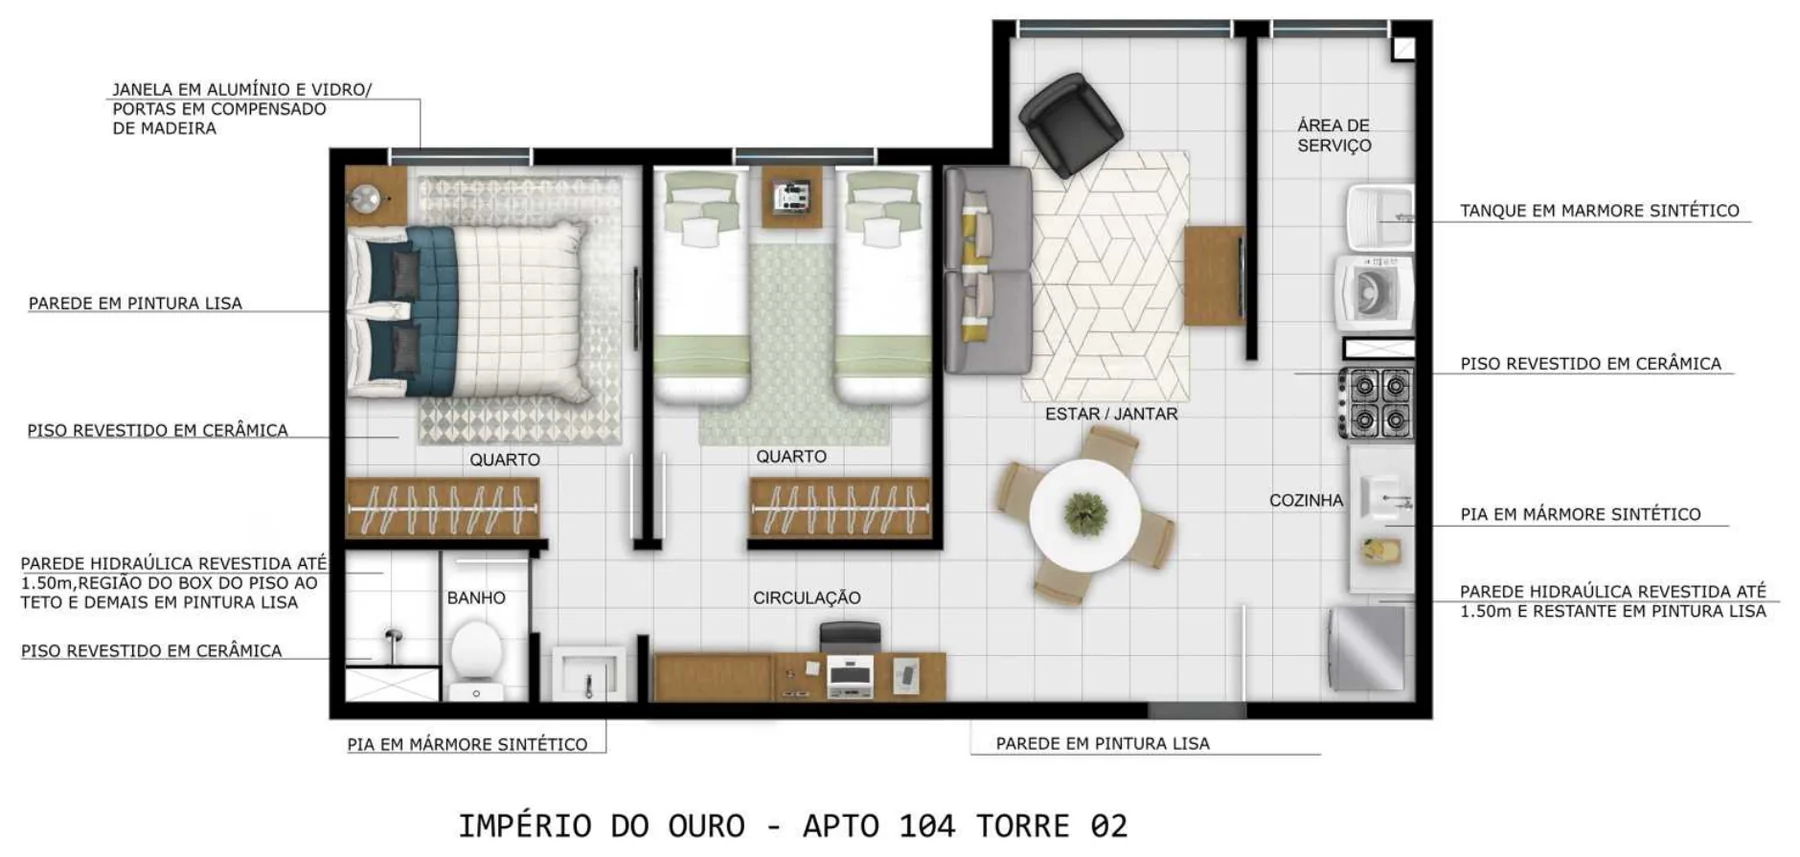 JANELA EM ALUMÍNIO E VIDRO/
PORTAS EM COMPENSADO
DE MADEIRA
PAREDE EM PINTURA LISA
PISO REVESTIDO EM CERÂMICA
PAREDE HIDRAÚLICA REVESTIDA ATÉ
1.50m,REGIÃO DO BOX DO PISO AO
TETO E DEMAIS EM PINTURA LISA
PISO REVESTIDO EM CERÂMICA
PIA EM MÁRMORE SINTÉTICO
QUARTO
QUARTO
BANHO
CIRCULAÇÃO
ESTAR / JANTAR
ÁREA DE
SERVIÇO
COZINHA
TANQUE EM MARMORE SINTÉTICO
PISO REVESTIDO EM CERÂMICA
PIA EM MÁRMORE SINTÉTICO
PAREDE HIDRAÚLICA REVESTIDA ATÉ
1.50m E RESTANTE EM PINTURA LISA
PAREDE EM PINTURA LISA
IMPÉRIO DO OURO - APTO 104 TORRE 02